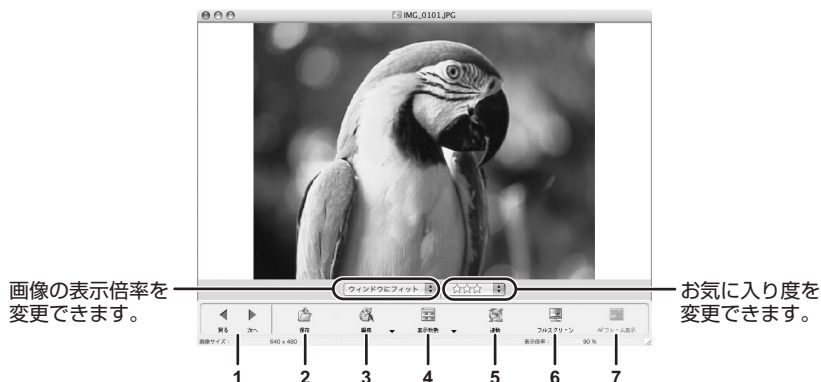 IMG_0101.JPG
画像の表示倍率を
変更できます。
ウィンドウにフィット
☆☆☆
お気に入り度を
変更できます。
戻る 次へ 保存 編集 表示枚数 連動 フルスクリーン AFフレーム表示
画像サイズ： 640 x 480 表示倍率： 90 %
1 2 3 4 5 6 7